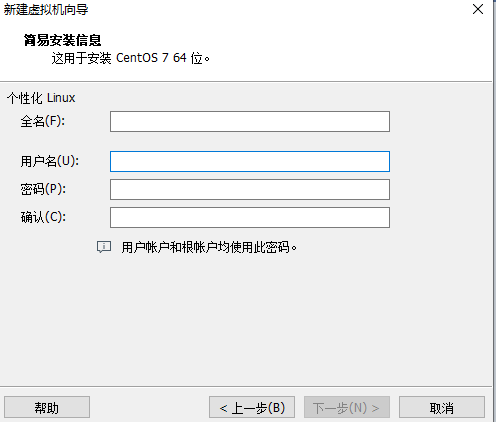 新建虚拟机向导
简易安装信息
这用于安装 CentOS 7 64 位。
个性化 Linux
全名(F):
用户名(U):
密码(P):
确认(C):
用户帐户和根帐户均使用此密码。
帮助
< 上一步(B)
下一步(N) >
取消